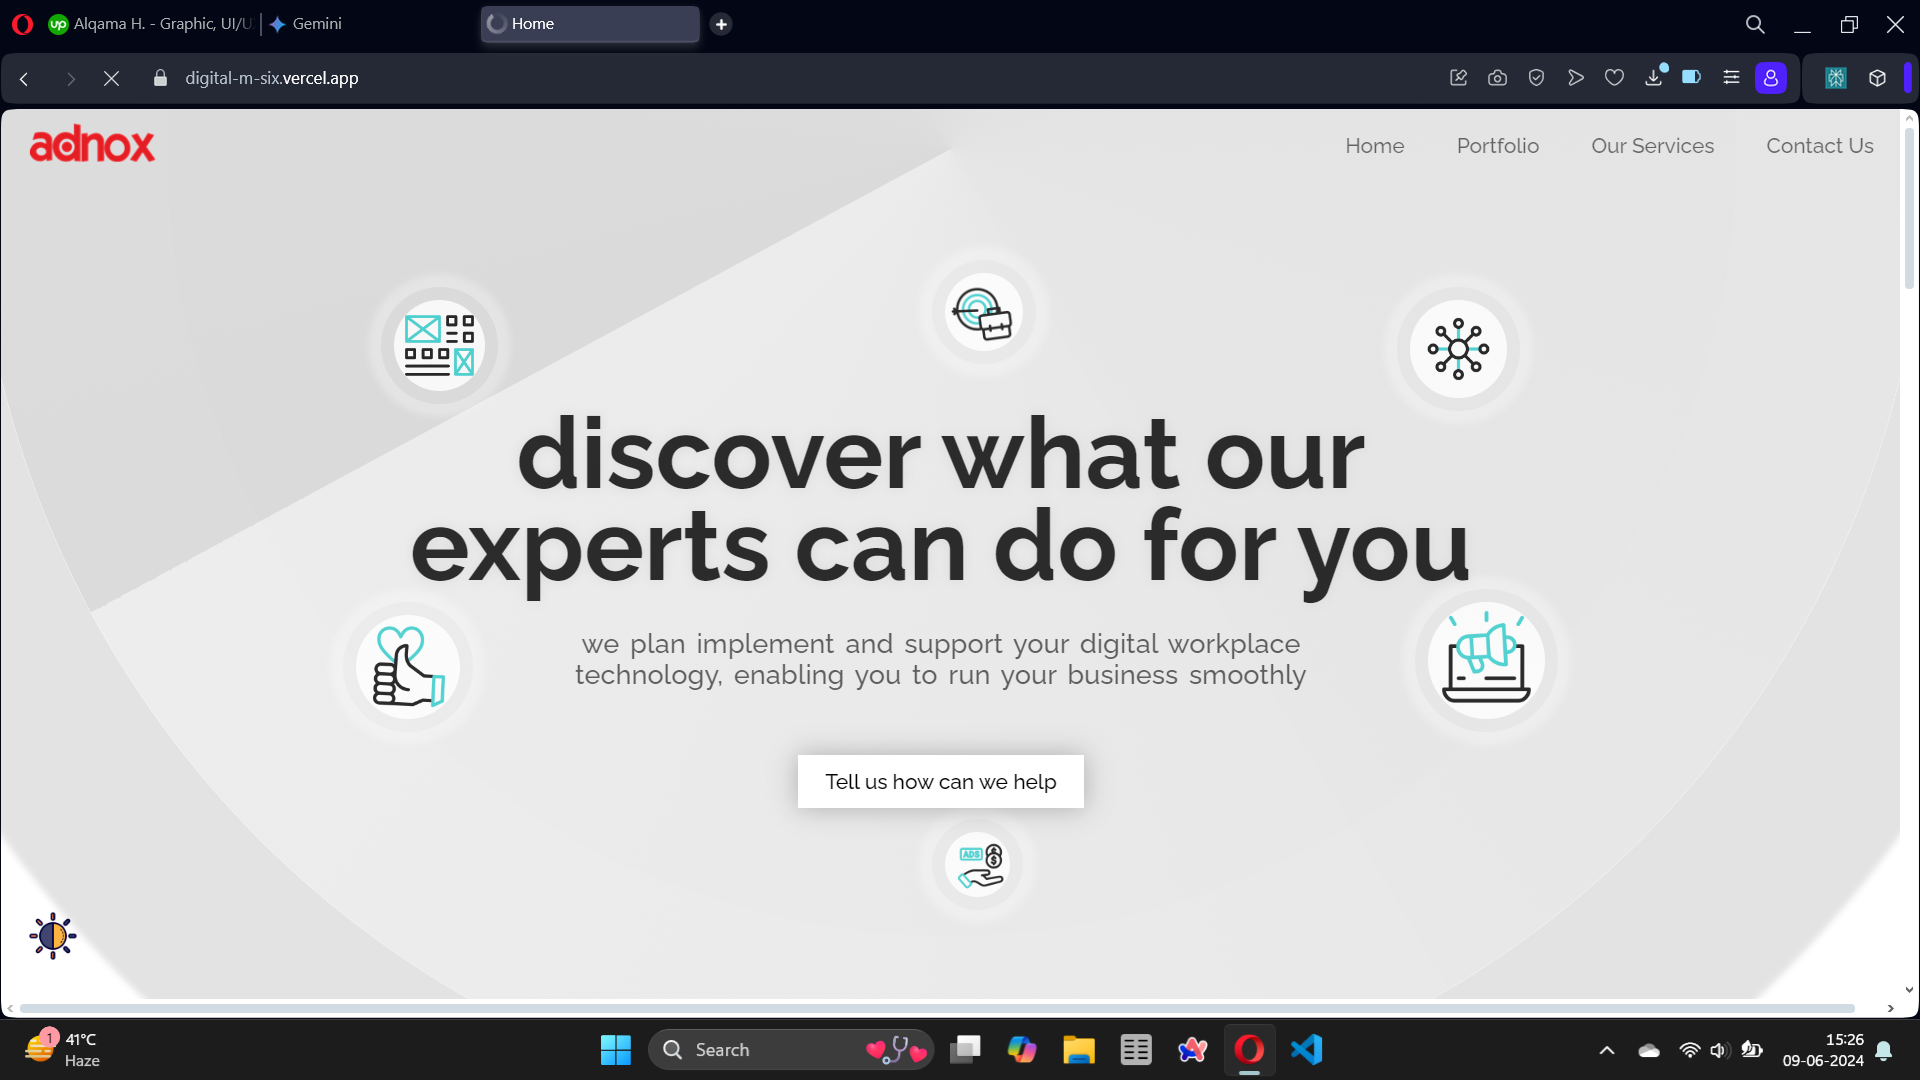 Alqama H. - Graphic, UI/U
Gemini
Home
digital-m-six.vercel.app
adnox
Home
Portfolio
Our Services
Contact Us
discover what our
experts can do for you
we plan implement and support your digital workplace
technology, enabling you to run your business smoothly
Tell us how can we help
ADS
1
41°C
Haze
Search
15:26
09-06-2024